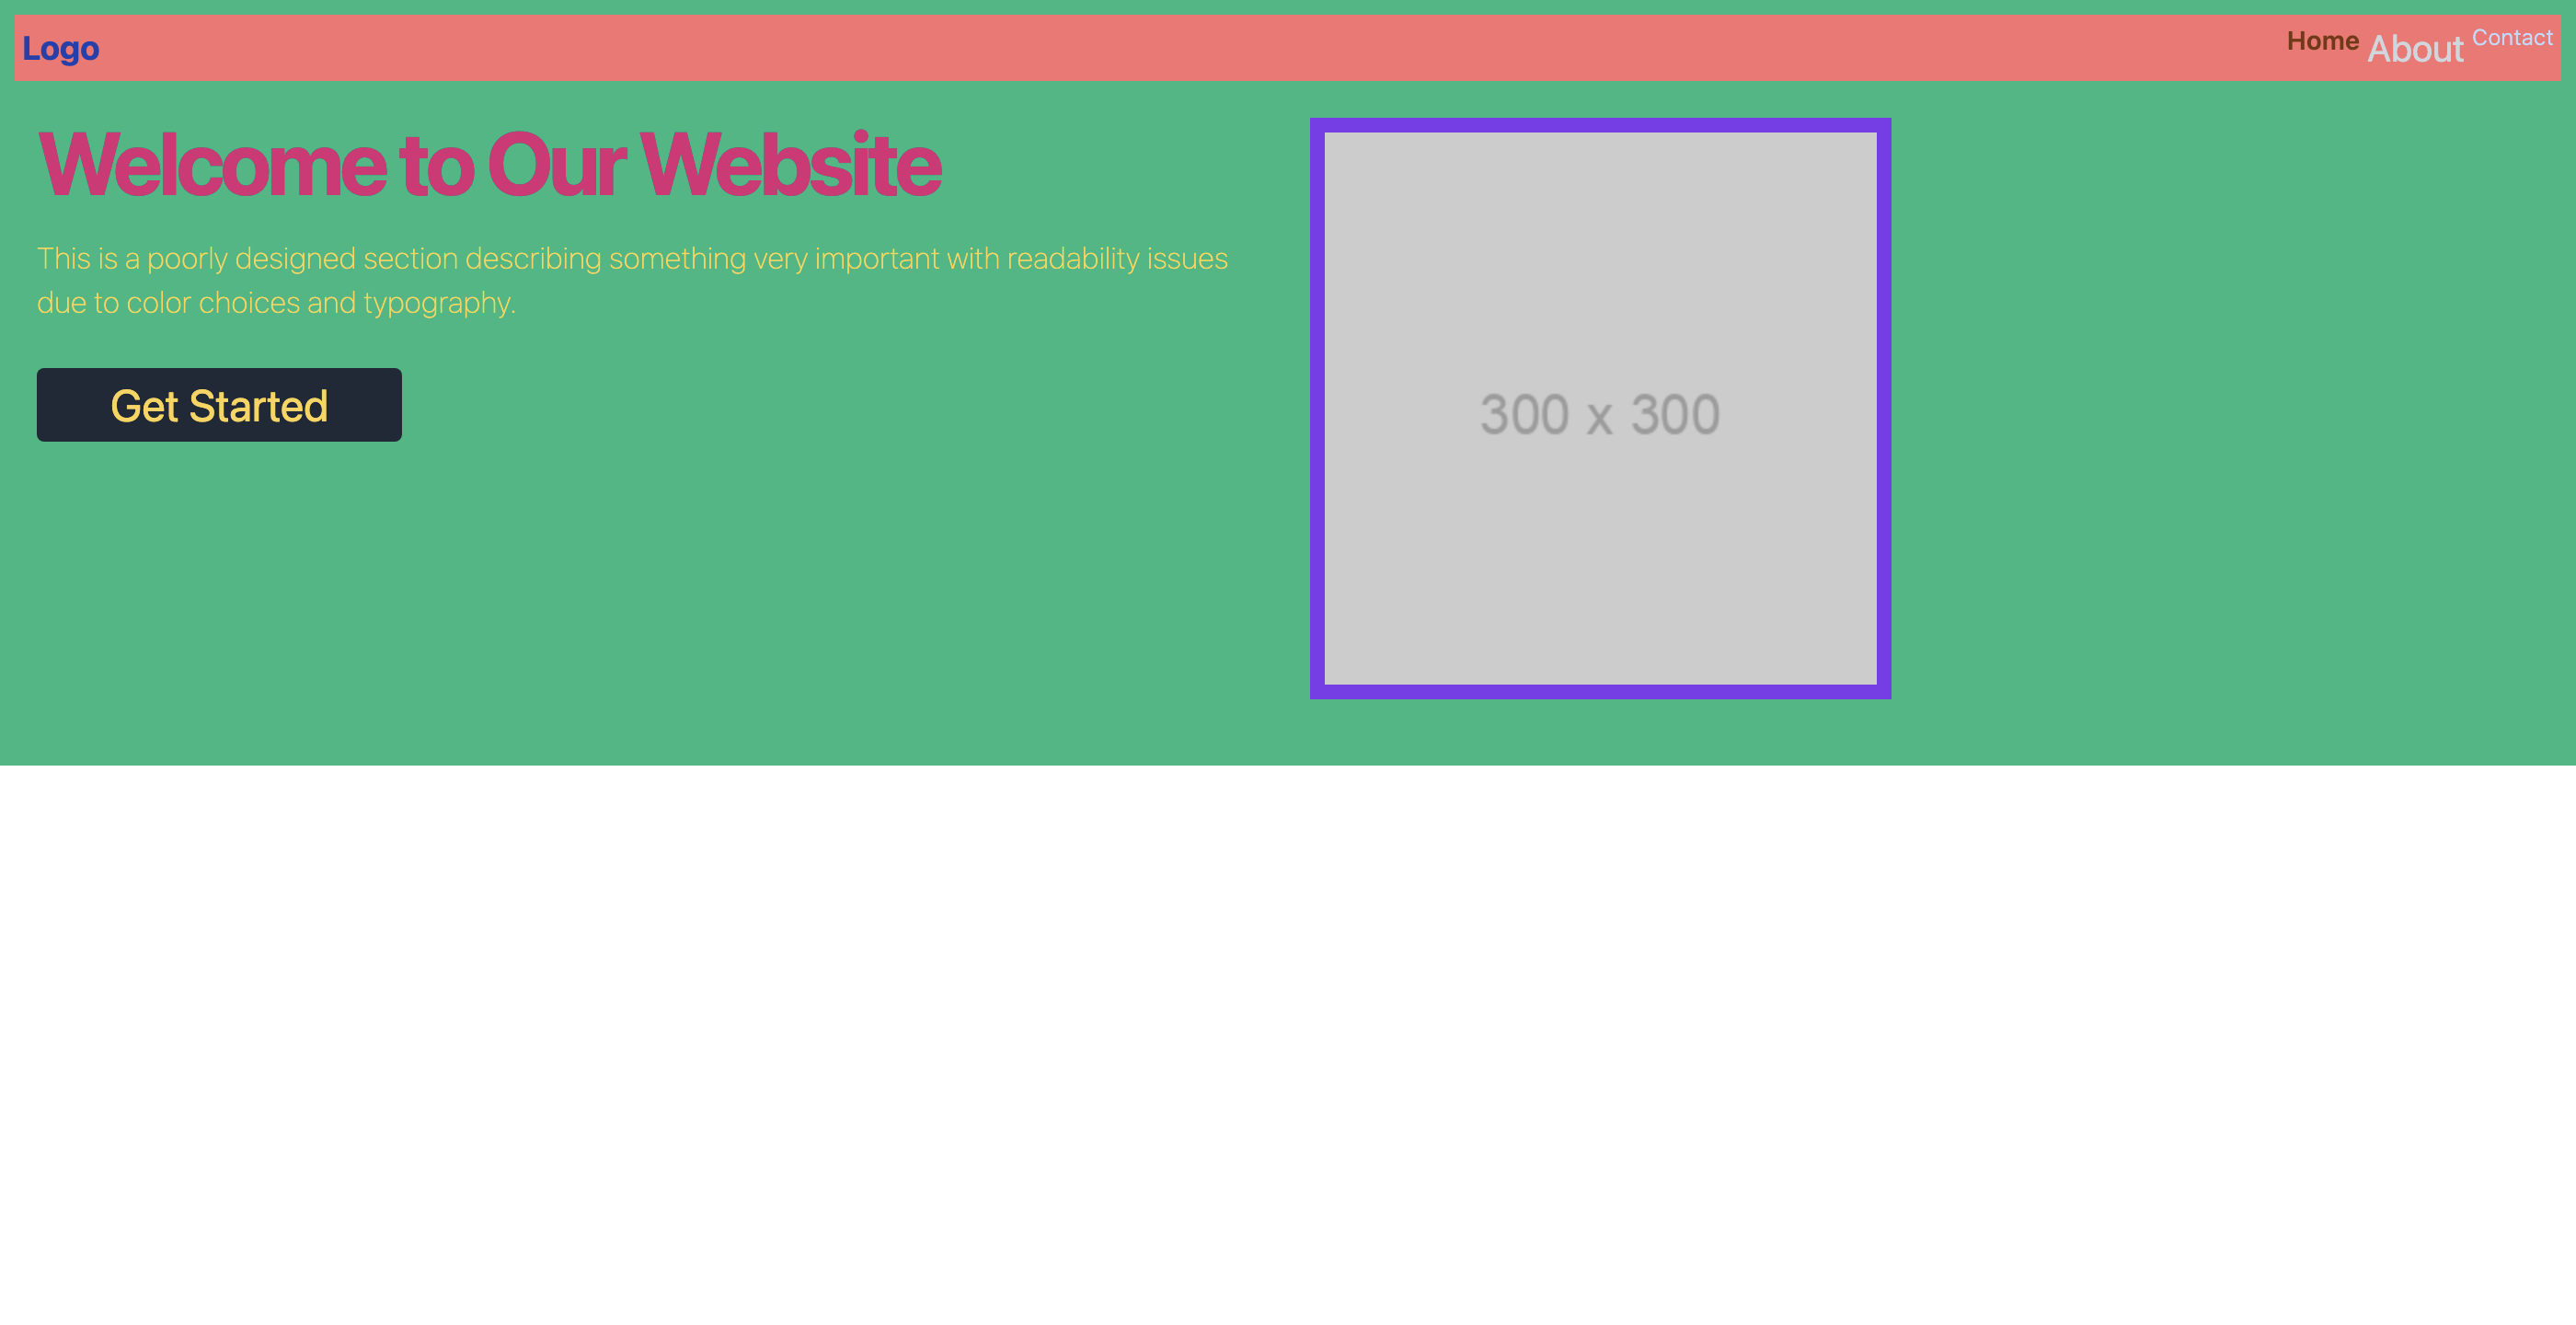 Logo
Home About Contact
Welcome to Our Website
This is a poorly designed section describing something very important with readability issues
due to color choices and typography.
Get Started
300 x 300